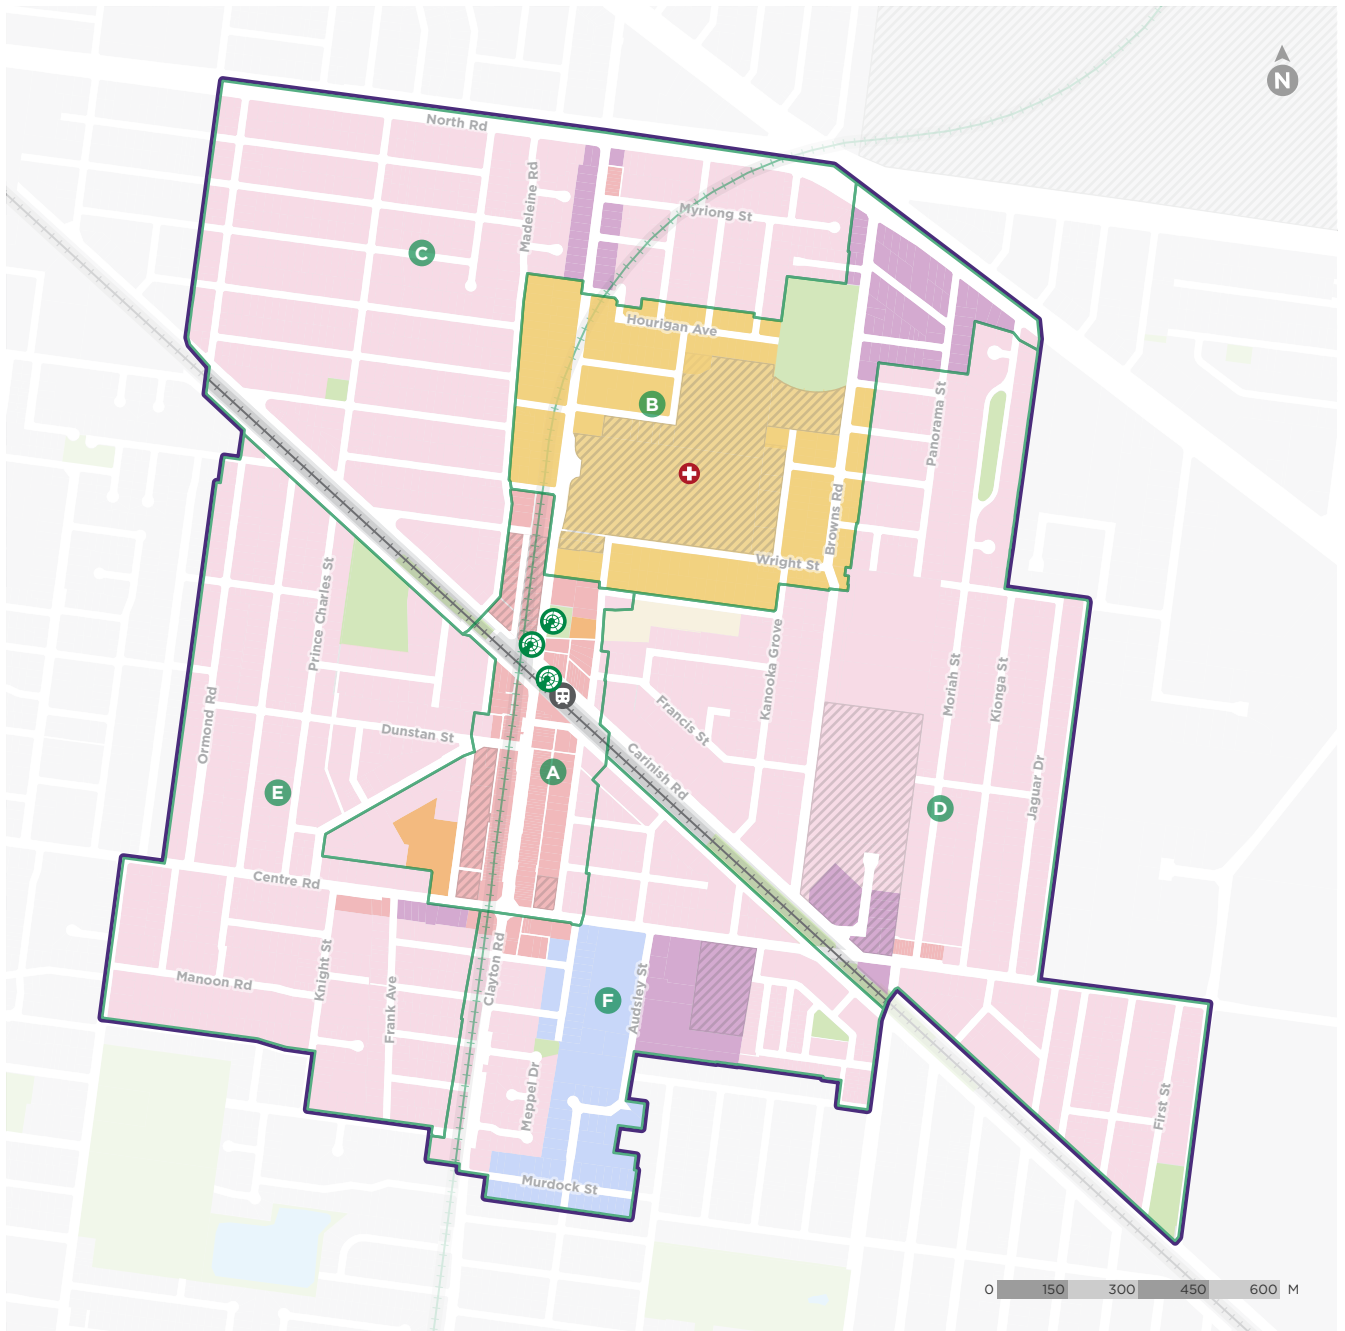 N
North Rd
Madeleine Rd
Myriong St
C
Hourigan Ave
B
Panorama St
Browns Rd
Wright St
Prince Charles St
Kanooka Grove
Moriah St
Kionga St
Ormond Rd
Francis St
Dunstan St
Carinish Rd
A
E
D
Jaguar Dr
Centre Rd
Knight St
Manoon Rd
Frank Ave
Clayton Rd
Audsley St
F
Meppel Dr
First St
Murdock St
0 150 300 450 600 M